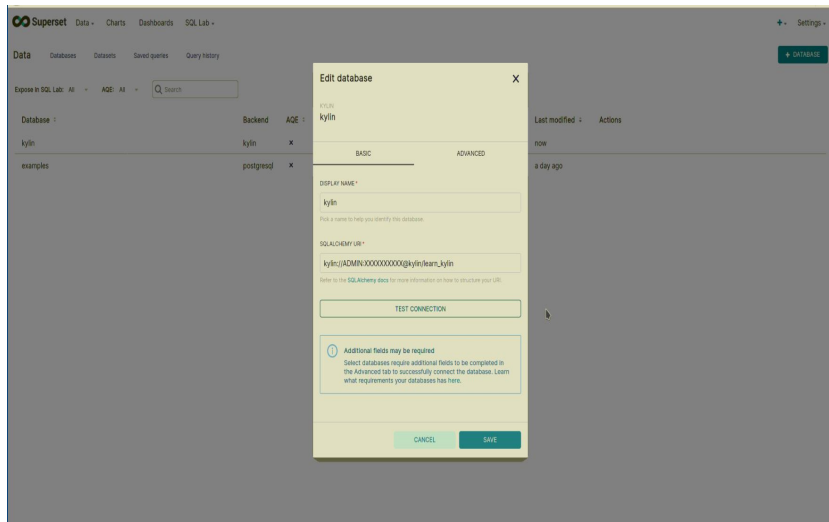 Superset Data Charts Dashboards SQL Lab Settings
Data Databases Datasets Saved queries Query history + DATABASE
Expose in SQL Lab: All AQE: All Search
Database Backend AQE Last modified Actions
kylin kylin x now
examples postgresql x a day ago
Edit database X
KYLIN
kylin
BASIC ADVANCED
DISPLAY NAME *
kylin
Pick a name to help you identify this database.
SQLALCHEMY URI *
kylin://ADMIN:XXXXXXXXXX@kylin/learn_kylin
Refer to the SQLAlchemy docs for more information on how to structure your URI.
TEST CONNECTION
Additional fields may be required
Select databases require additional fields to be completed in
the Advanced tab to successfully connect the database. Learn
what requirements your databases has here.
CANCEL SAVE